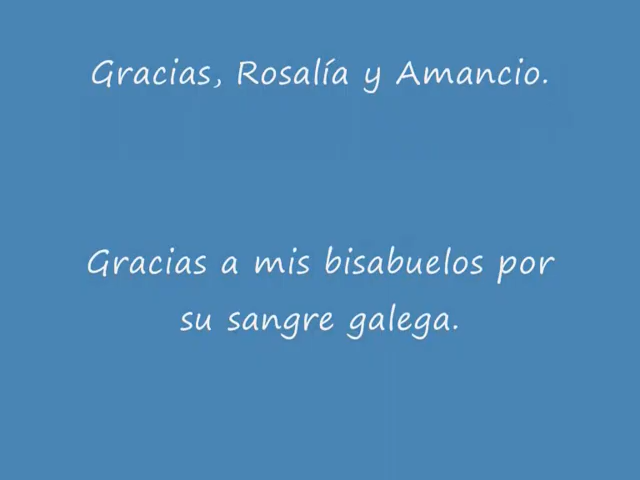 Gracias, Rosalía y Amancio.
Gracias a mis bisabuelos por
su sangre galega.